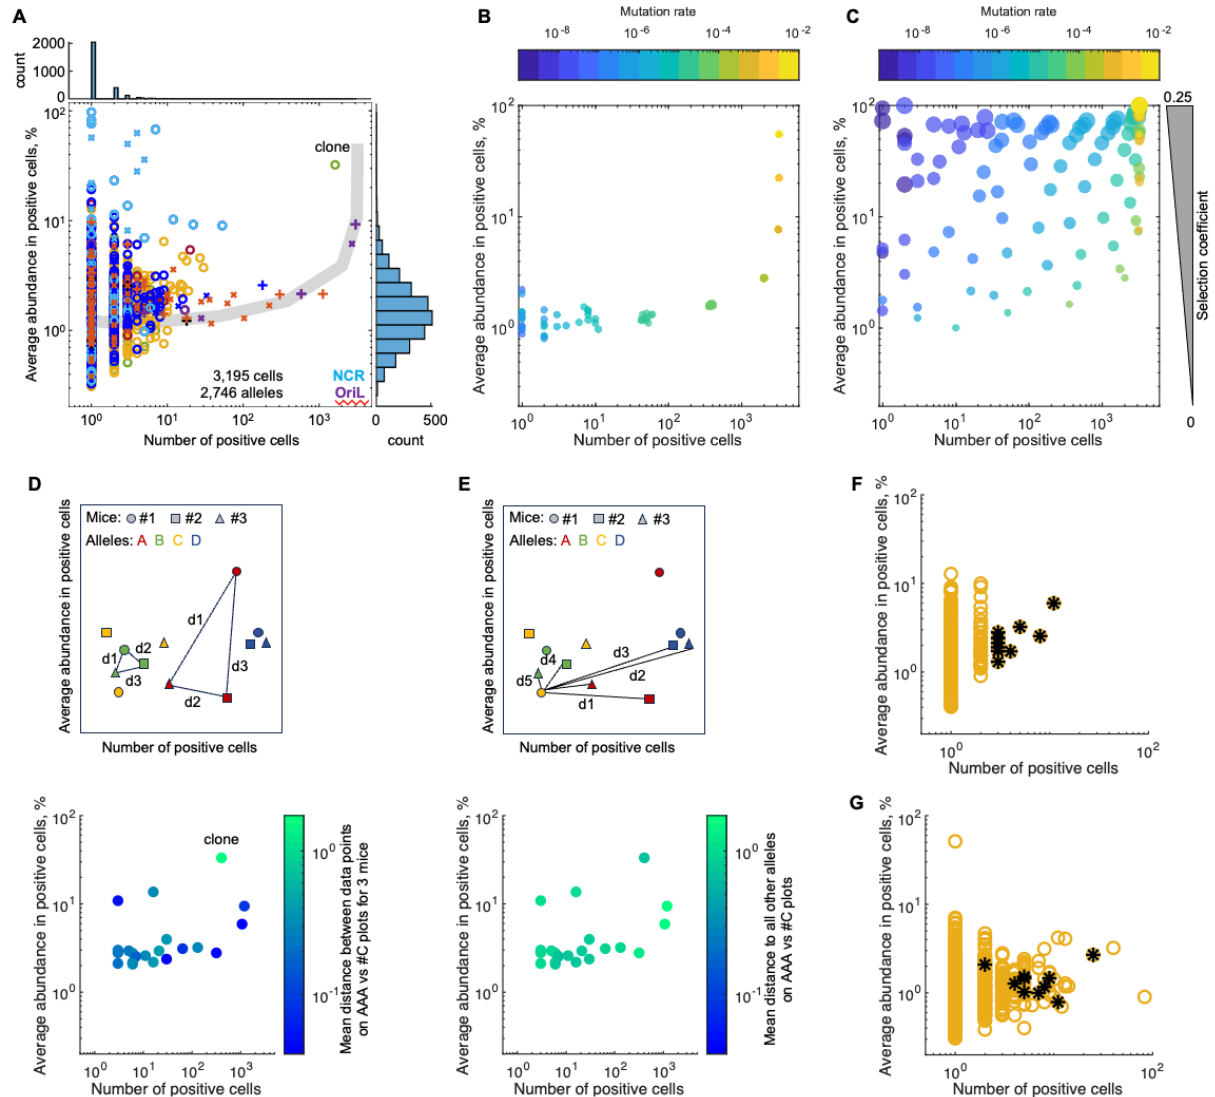 A
2000
1000
0
count
10²
10¹
10⁰
Average abundance in positive cells, %
clone
3,195 cells
2,746 alleles
NCR
OriL
10⁰
10¹
10²
10³
Number of positive cells
0
500
count
B
Mutation rate
10⁻⁸
10⁻⁶
10⁻⁴
10⁻²
10²
10¹
10⁰
Average abundance in positive cells, %
10⁰
10¹
10²
10³
Number of positive cells
C
Mutation rate
10⁻⁸
10⁻⁶
10⁻⁴
10⁻²
10²
10¹
10⁰
Average abundance in positive cells, %
10⁰
10¹
10²
10³
Number of positive cells
0.25
Selection coefficient
0
D
Mice: #1 #2 #3
Alleles: A B C D
d1
d2
d3
d1
d2
d3
Average abundance in positive cells
Number of positive cells
10²
10¹
10⁰
Average abundance in positive cells, %
clone
10⁰
10¹
10²
10³
Number of positive cells
10⁰
10⁻¹
Mean distance between data points
on AAA vs #C plots for 3 mice
E
Mice: #1 #2 #3
Alleles: A B C D
d3
d2
d4
d5
d1
Average abundance in positive cells
Number of positive cells
10²
10¹
10⁰
Average abundance in positive cells, %
10⁰
10¹
10²
10³
Number of positive cells
10⁰
10⁻¹
Mean distance to all other alleles
on AAA vs #C plots
F
10²
10¹
10⁰
Average abundance in positive cells, %
10⁰
10²
Number of positive cells
G
10²
10¹
10⁰
Average abundance in positive cells, %
10⁰
10²
Number of positive cells